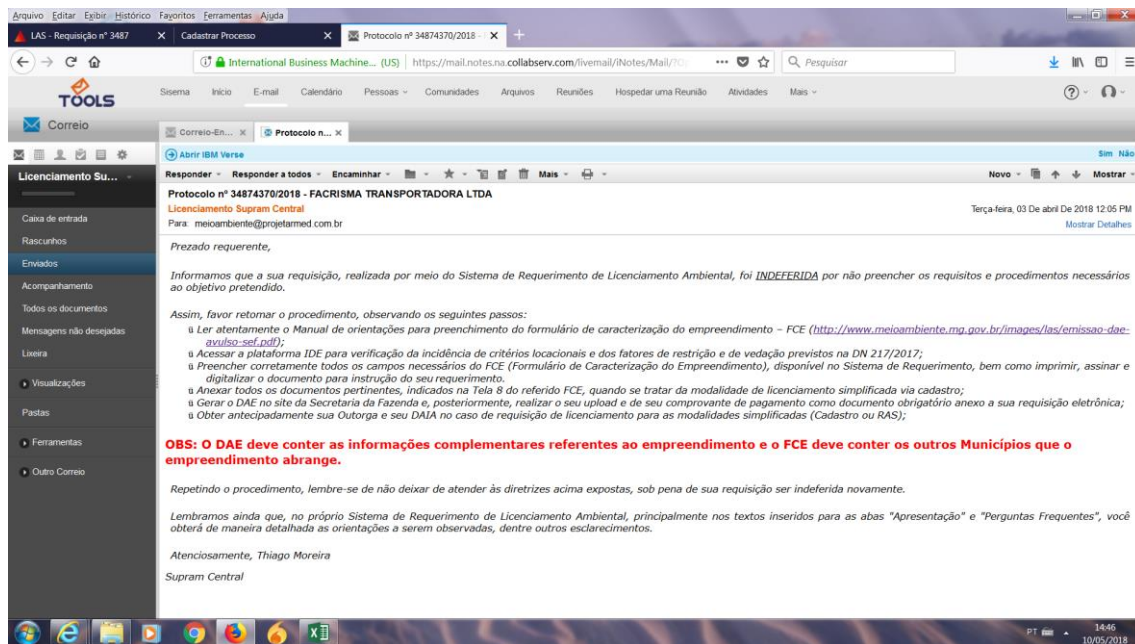 Arquivo Editar Exibir Histórico Favoritos Ferramentas Ajuda
LAS - Requisição nº 3487 X Cadastrar Processo X Protocolo nº 34874370/2018 - X +
International Business Machine... (US) https://mail.notes.na.collabserv.com/livemail/iNotes/Mail/ ... Pesquisar
TOOLS
Sisema Início E-mail Calendário Pessoas Comunidades Arquivos Reuniões Hospedar uma Reunião Atividades Mais
Correio
Correio-En... X Protocolo n... X
Abrir IBM Verse Sim Não
Licenciamento Su...
Responder Responder a todos Encaminhar Mais Novo Mostrar
Protocolo nº 34874370/2018 - FACRISMA TRANSPORTADORA LTDA
Licenciamento Supram Central Terça-feira, 03 De abril De 2018 12:05 PM
Para: meioambiente@projetarmed.com.br Mostrar Detalhes
Caixa de entrada
Rascunhos
Enviados
Acompanhamento
Todos os documentos
Mensagens não desejadas
Lixeira
Visualizações
Pastas
Ferramentas
Outro Correio
Prezado requerente,
Informamos que a sua requisição, realizada por meio do Sistema de Requerimento de Licenciamento Ambiental, foi INDEFERIDA por não preencher os requisitos e procedimentos necessários
ao objetivo pretendido.
Assim, favor retomar o procedimento, observando os seguintes passos:
ü Ler atentamente o Manual de orientações para preenchimento do formulário de caracterização do empreendimento – FCE (http://www.meioambiente.mg.gov.br/images/las/emissao-dae-
avulso-sef.pdf);
ü Acessar a plataforma IDE para verificação da incidência de critérios locacionais e dos fatores de restrição e de vedação previstos na DN 217/2017;
ü Preencher corretamente todos os campos necessários do FCE (Formulário de Caracterização do Empreendimento), disponível no Sistema de Requerimento, bem como imprimir, assinar e
digitalizar o documento para instrução do seu requerimento.
ü Anexar todos os documentos pertinentes, indicados na Tela 8 do referido FCE, quando se tratar da modalidade de licenciamento simplificada via cadastro;
ü Gerar o DAE no site da Secretaria da Fazenda e, posteriormente, realizar o seu upload e de seu comprovante de pagamento como documento obrigatório anexo a sua requisição eletrônica;
ü Obter antecipadamente sua Outorga e seu DAIA no caso de requisição de licenciamento para as modalidades simplificadas (Cadastro ou RAS);
OBS: O DAE deve conter as informações complementares referentes ao empreendimento e o FCE deve conter os outros Municípios que o
empreendimento abrange.
Repetindo o procedimento, lembre-se de não deixar de atender às diretrizes acima expostas, sob pena de sua requisição ser indeferida novamente.
Lembramos ainda que, no próprio Sistema de Requerimento de Licenciamento Ambiental, principalmente nos textos inseridos para as abas "Apresentação" e "Perguntas Frequentes", você
obterá de maneira detalhada as orientações a serem observadas, dentre outros esclarecimentos.
Atenciosamente, Thiago Moreira
Supram Central
PT 14:46
10/05/2018